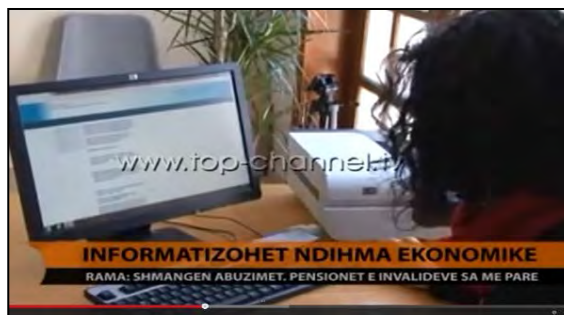 www.top-channel.tv
INFORMATIZOHET NDIHMA EKONOMIKE
RAMA: SHMANGEN ABUZIMET. PENSIONET E INVALIDEVE SA ME PARE